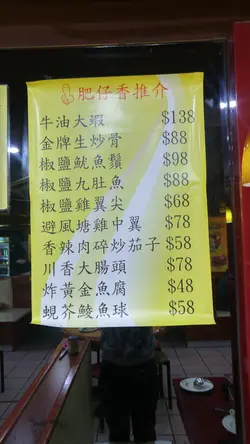 肥仔香推介
牛油大蝦 $138
金牌生炒骨 $88
椒鹽魷魚鬚 $98
椒鹽九肚魚 $88
椒鹽雞翼尖 $68
避風塘雞中翼 $78
香辣肉碎炒茄子 $58
川香大腸頭 $78
炸黃金魚腐 $48
蜆芥鯪魚球 $58